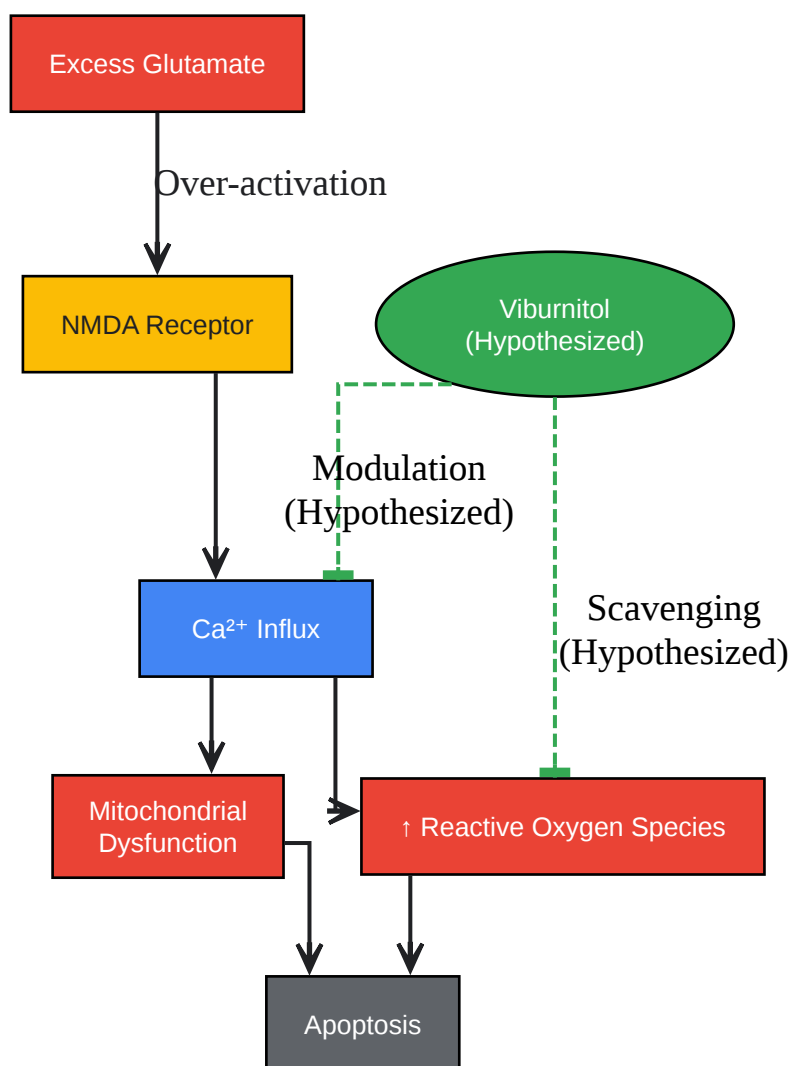 Excess Glutamate
Over-activation
NMDA Receptor
Viburnitol
(Hypothesized)
Modulation
(Hypothesized)
Scavenging
(Hypothesized)
Ca²⁺ Influx
Mitochondrial
Dysfunction
↑ Reactive Oxygen Species
Apoptosis